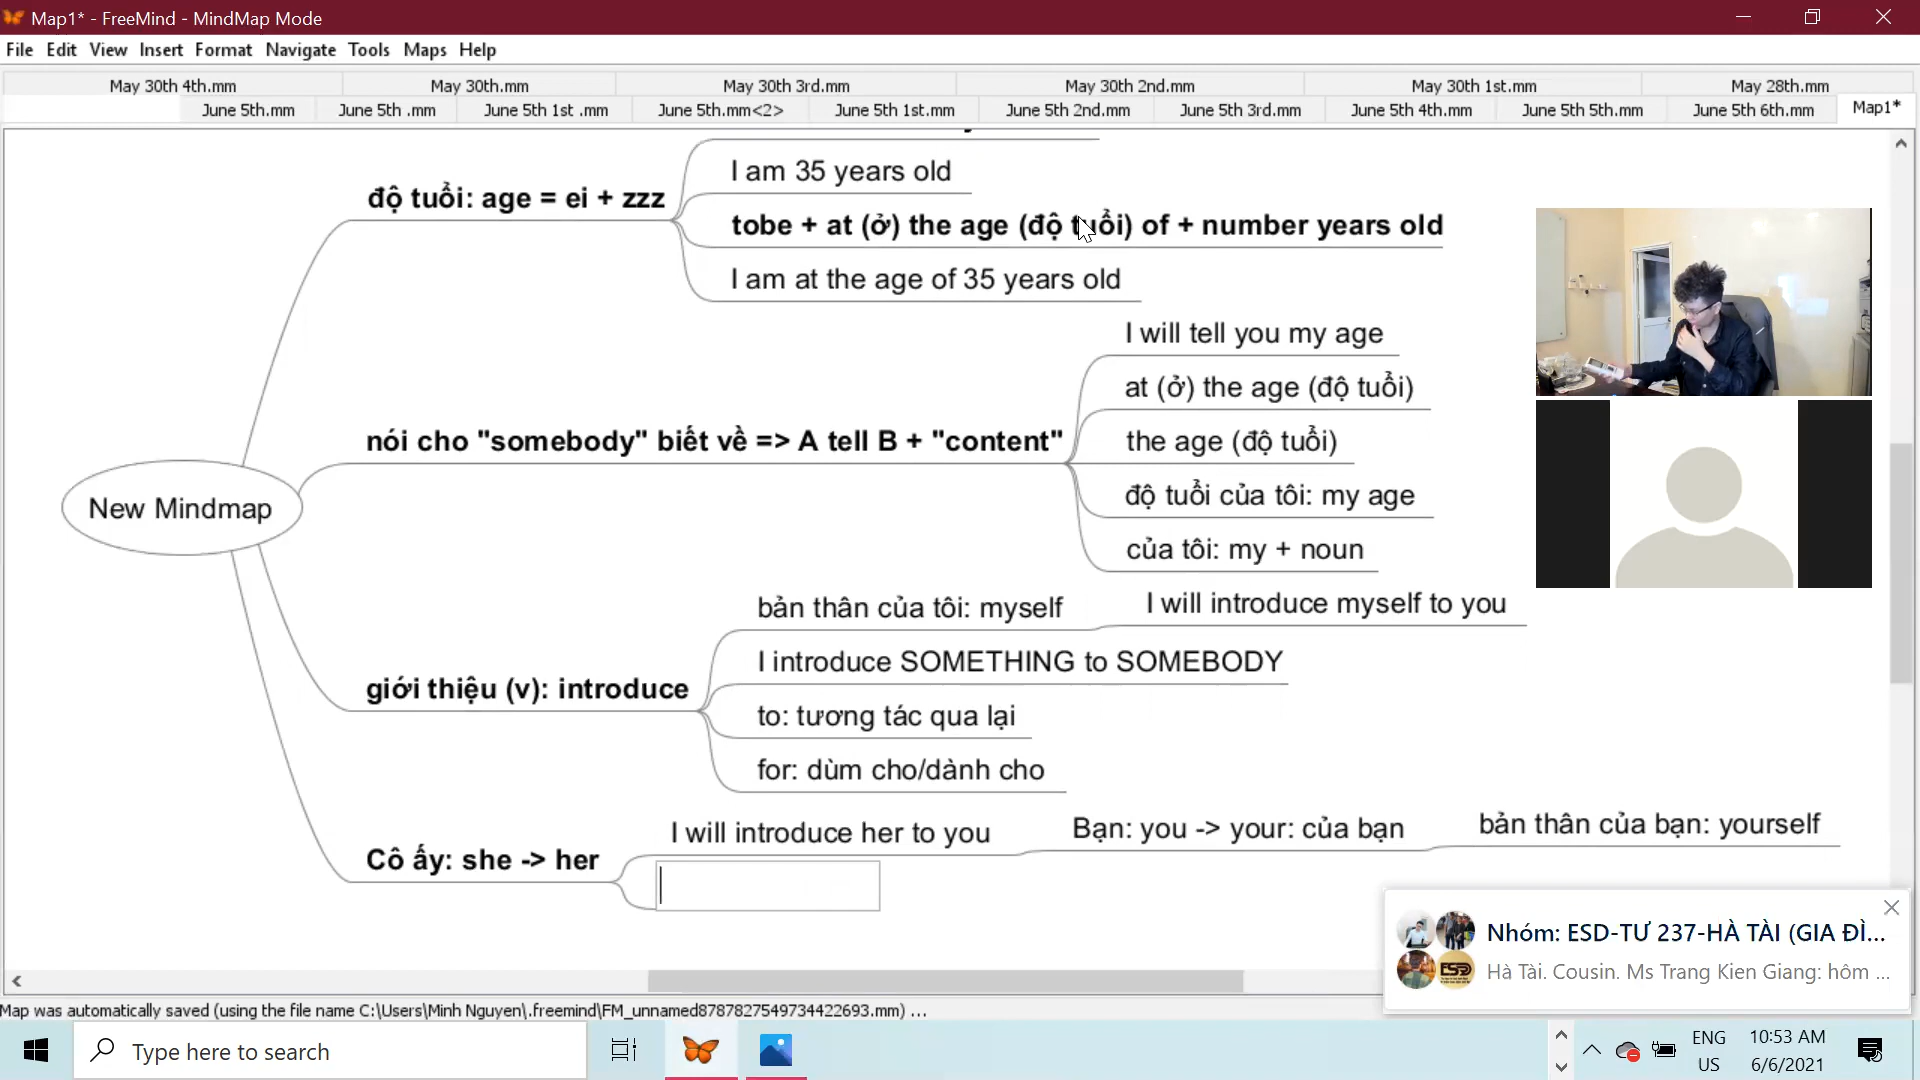 Map1* - FreeMind - MindMap Mode
File Edit View Insert Format Navigate Tools Maps Help
May 30th 4th.mm May 30th.mm May 30th 3rd.mm May 30th 2nd.mm May 30th 1st.mm May 28th.mm
June 5th.mm June 5th .mm June 5th 1st .mm June 5th.mm<2> June 5th 1st.mm June 5th 2nd.mm June 5th 3rd.mm June 5th 4th.mm June 5th 5th.mm June 5th 6th.mm Map1*
New Mindmap
độ tuổi: age = ei + zzz
I am 35 years old
tobe + at (ở) the age (độ tuổi) of + number years old
I am at the age of 35 years old
nói cho "somebody" biết về => A tell B + "content"
I will tell you my age
at (ở) the age (độ tuổi)
the age (độ tuổi)
độ tuổi của tôi: my age
của tôi: my + noun
giới thiệu (v): introduce
bản thân của tôi: myself
I will introduce myself to you
I introduce SOMETHING to SOMEBODY
to: tương tác qua lại
for: dùm cho/dành cho
Cô ấy: she -> her
I will introduce her to you
Bạn: you -> your: của bạn
bản thân của bạn: yourself
Nhóm: ESD-TƯ 237-HÀ TÀI (GIA ĐÌ...
Hà Tài. Cousin. Ms Trang Kien Giang: hôm ...
ESD
Map was automatically saved (using the file name C:\Users\Minh Nguyen\.freemind\FM_unnamed8787827549734422693.mm) ...
Type here to search
ENG
US
10:53 AM
6/6/2021